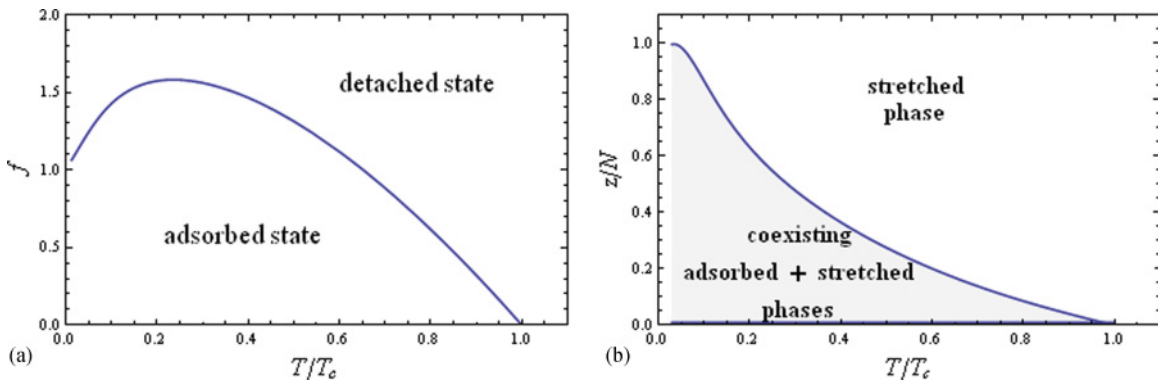 2.0
1.5
1.0
0.5
0.0
f
detached state
adsorbed state
0.0 0.2 0.4 0.6 0.8 1.0
T/Tc
(a)
1.0
0.8
0.6
0.4
0.2
0.0
z/N
stretched
phase
coexisting
adsorbed + stretched
phases
0.0 0.2 0.4 0.6 0.8 1.0
T/Tc
(b)